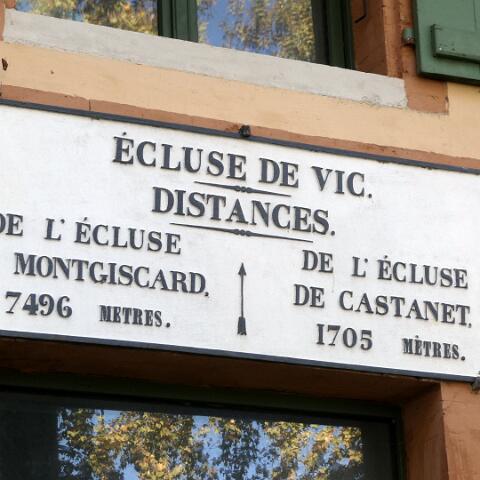 ÉCLUSE DE VIC.
DISTANCES.
DE L'ÉCLUSE
MONTGISCARD.
7496 METRES.
DE L'ÉCLUSE
DE CASTANET.
1705 MÈTRES.